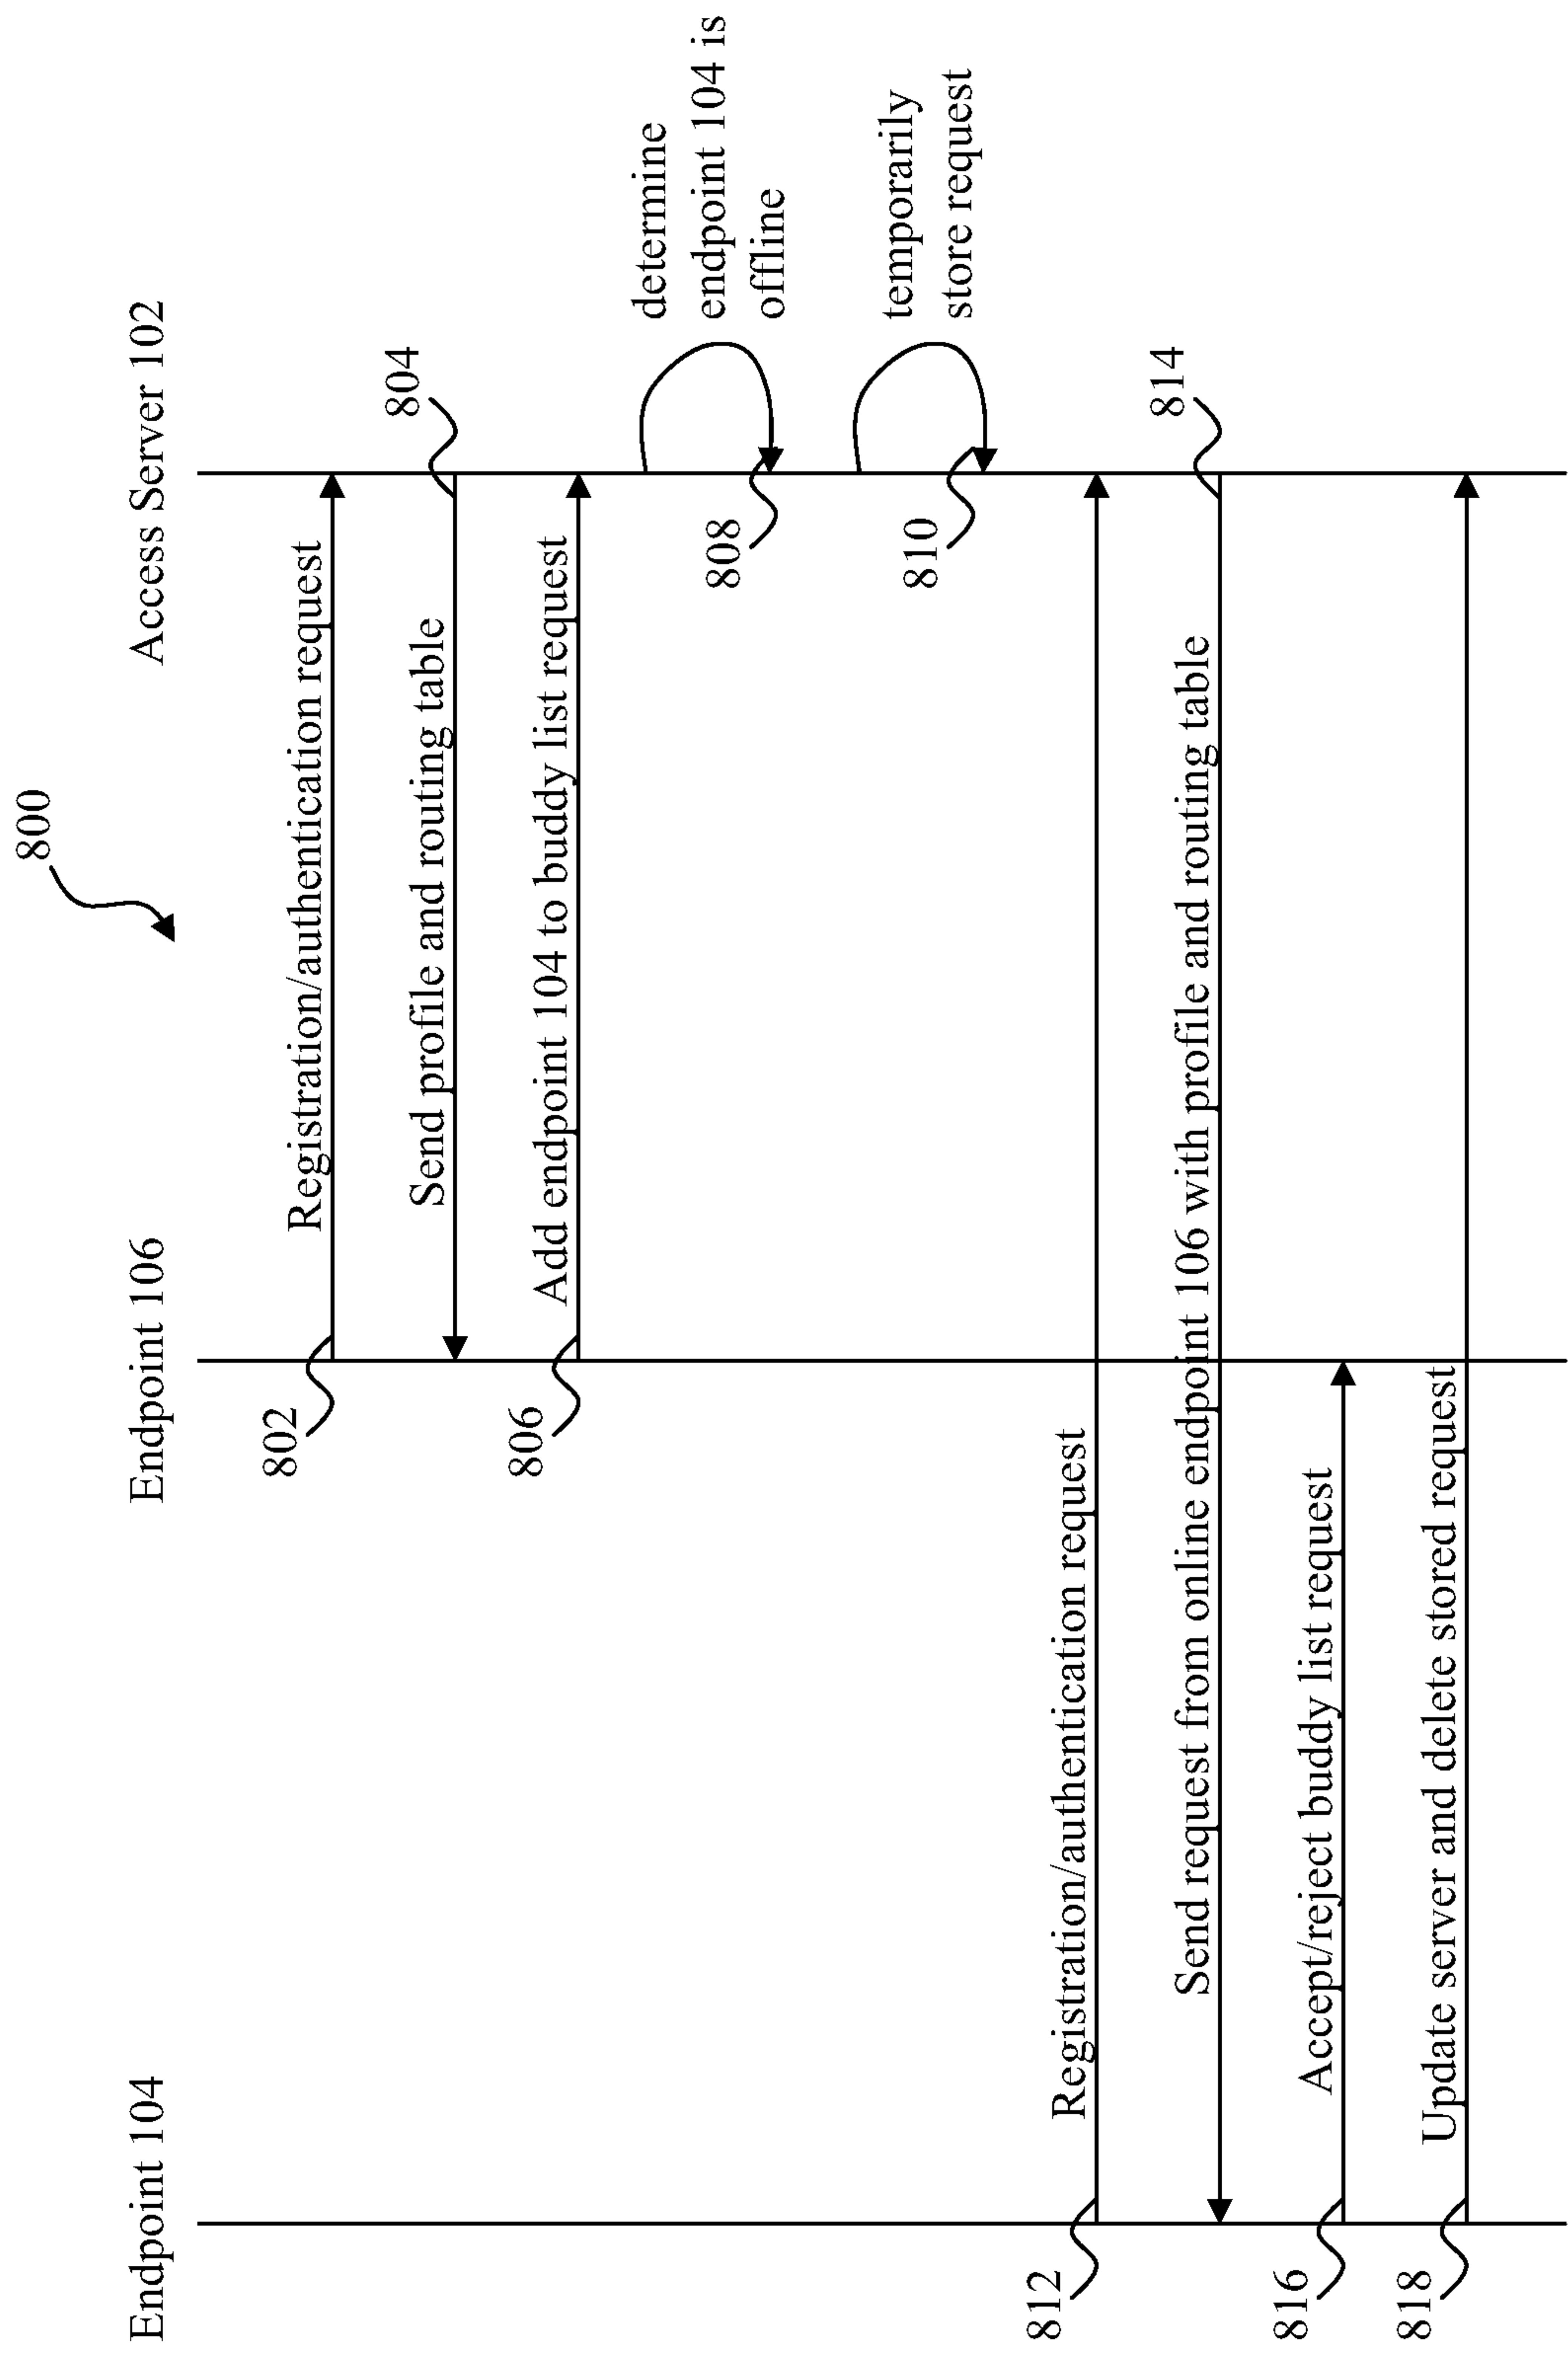 800
Endpoint 104
Endpoint 106
Access Server 102
802
Registration/authentication request
Send profile and routing table
804
806
Add endpoint 104 to buddy list request
determine
endpoint 104 is
offline
808
temporarily
store request
810
812
Registration/authentication request
Send request from online endpoint 106 with profile and routing table
814
816
Accept/reject buddy list request
818
Update server and delete stored request